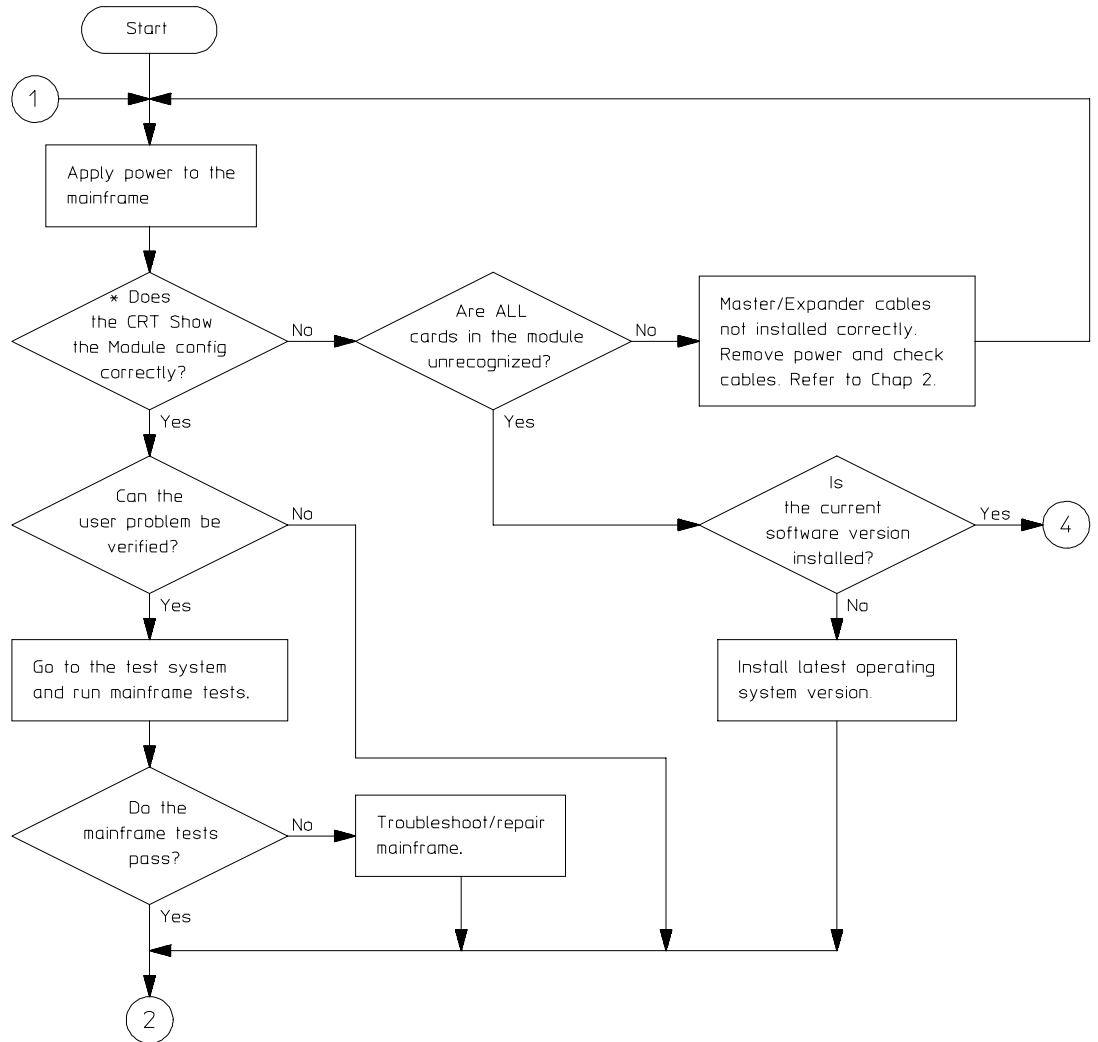 Start
1
Apply power to the
mainframe
* Does
the CRT Show
the Module config
correctly?
No
Are ALL
cards in the module
unrecognized?
No
Master/Expander cables
not installed correctly.
Remove power and check
cables. Refer to Chap 2.
Yes
Yes
Can the
user problem be
verified?
No
Is
the current
software version
installed?
Yes
4
Yes
No
Go to the test system
and run mainframe tests.
Install latest operating
system version.
Do the
mainframe tests
pass?
No
Troubleshoot/repair
mainframe.
Yes
2